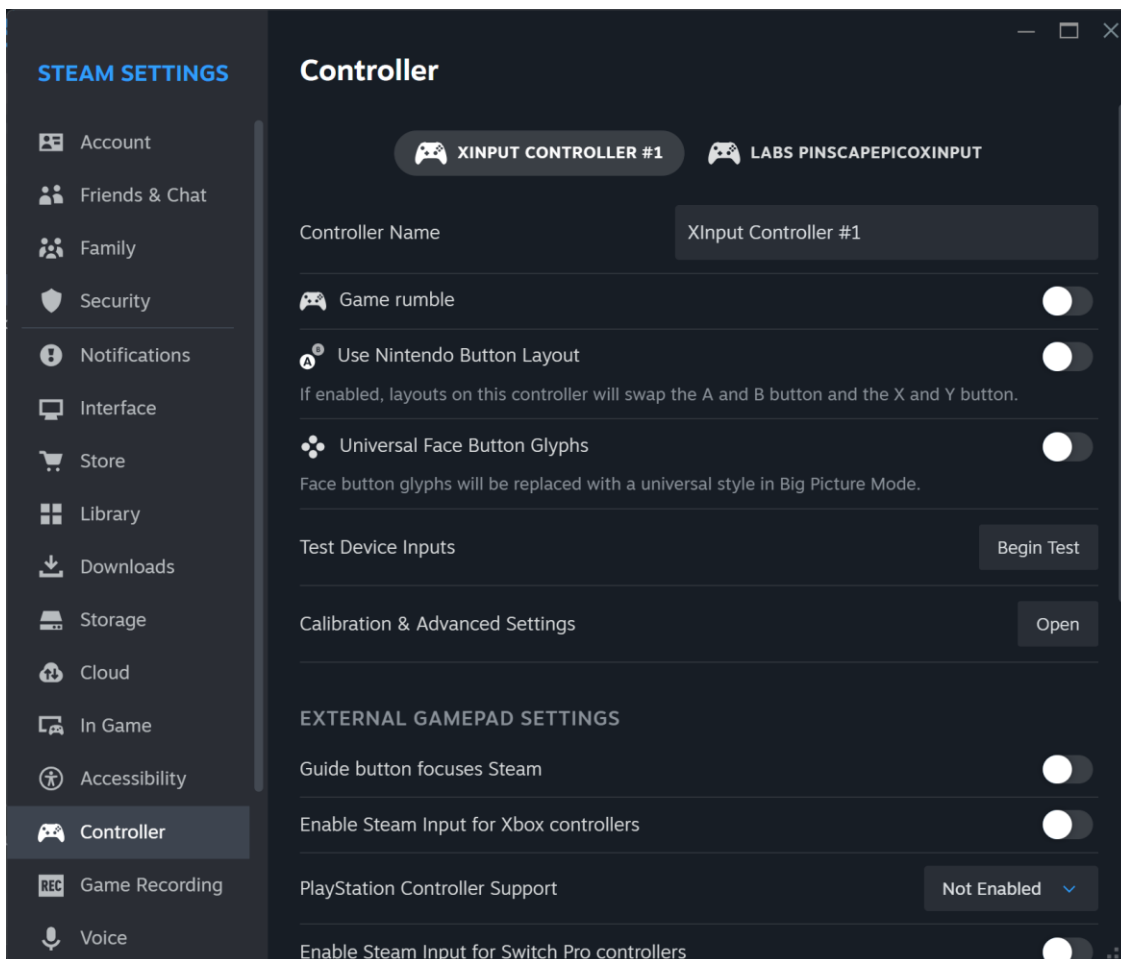 STEAM SETTINGS
Account
Friends & Chat
Family
Security
Notifications
Interface
Store
Library
Downloads
Storage
Cloud
In Game
Accessibility
Controller
REC Game Recording
Voice
Controller
XINPUT CONTROLLER #1
LABS PINSCAPEPICOXINPUT
Controller Name
XInput Controller #1
Game rumble
A B Use Nintendo Button Layout
If enabled, layouts on this controller will swap the A and B button and the X and Y button.
Universal Face Button Glyphs
Face button glyphs will be replaced with a universal style in Big Picture Mode.
Test Device Inputs
Begin Test
Calibration & Advanced Settings
Open
EXTERNAL GAMEPAD SETTINGS
Guide button focuses Steam
Enable Steam Input for Xbox controllers
PlayStation Controller Support
Not Enabled
Enable Steam Input for Switch Pro controllers